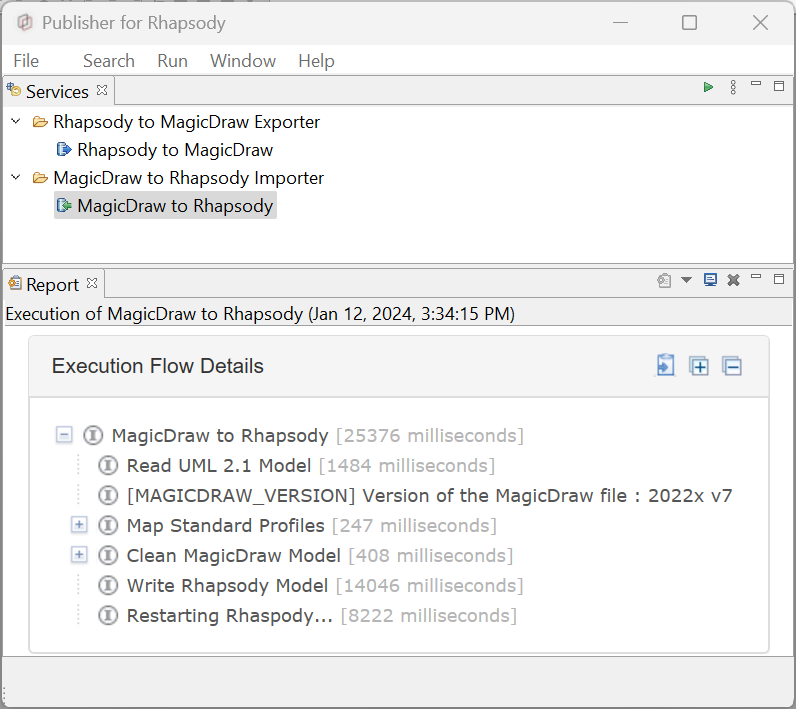 Publisher for Rhapsody
File Search Run Window Help
Services
Rhapsody to MagicDraw Exporter
Rhapsody to MagicDraw
MagicDraw to Rhapsody Importer
MagicDraw to Rhapsody
Report
Execution of MagicDraw to Rhapsody (Jan 12, 2024, 3:34:15 PM)
Execution Flow Details
MagicDraw to Rhapsody [25376 milliseconds]
Read UML 2.1 Model [1484 milliseconds]
[MAGICDRAW_VERSION] Version of the MagicDraw file : 2022x v7
Map Standard Profiles [247 milliseconds]
Clean MagicDraw Model [408 milliseconds]
Write Rhapsody Model [14046 milliseconds]
Restarting Rhaspody... [8222 milliseconds]